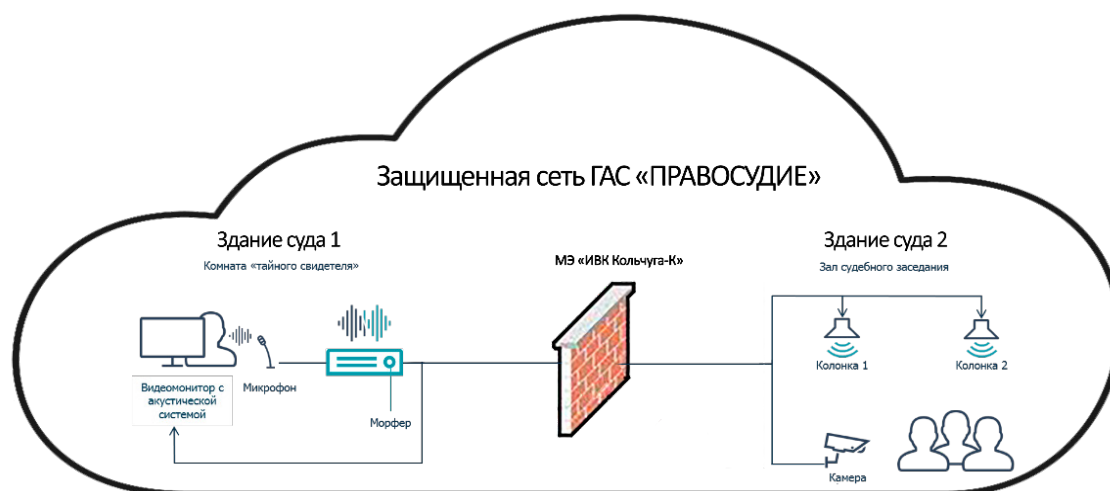 Защищенная сеть ГАС «ПРАВОСУДИЕ»
Здание суда 1
Комната «тайного свидетеля»
МЭ «ИВК Кольчуга-К»
Здание суда 2
Зал судебного заседания
Колонка 1
Колонка 2
Видеомонитор с
акустической
системой
Микрофон
Морфер
Камера